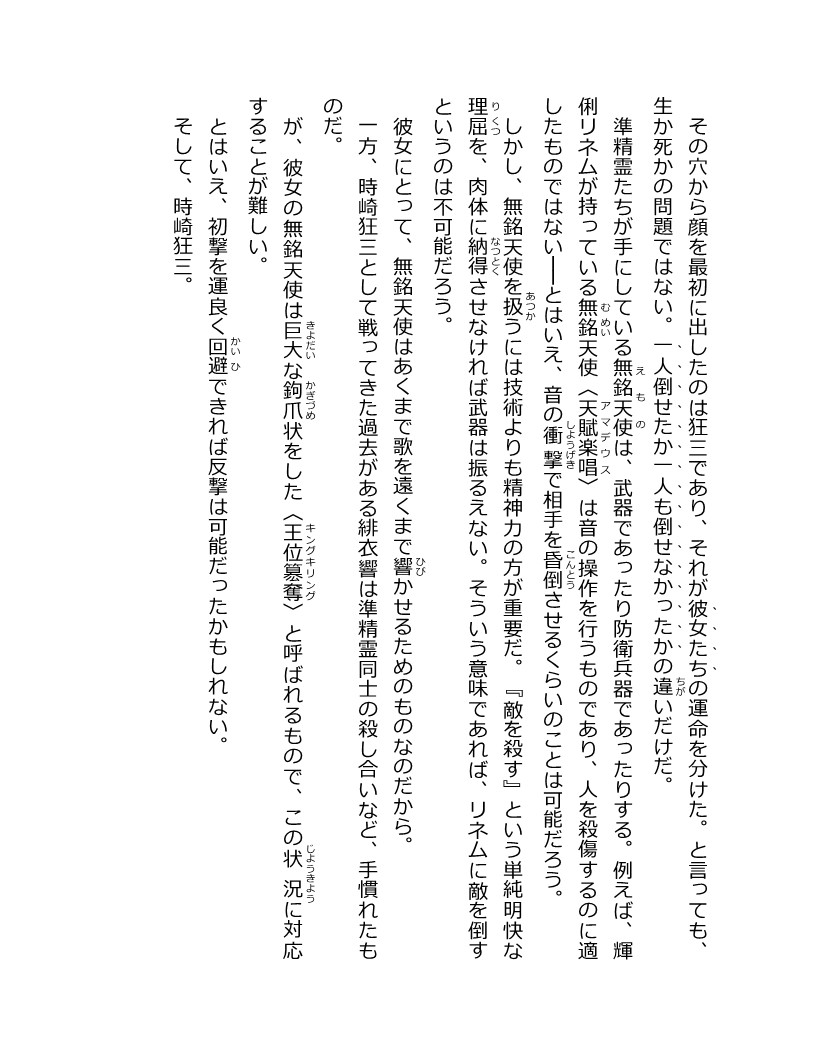 その穴から顔を最初に出したのは狂三であり、それが彼女たちの運命を分けた。と言っても、
生か死かの問題ではない。一人倒せたか一人も倒せなかったかの違いだけだ。
準精霊たちが手にしている無銘天使は、武器であったり防衛兵器であったりする。例えば、輝
俐リネムが持っている無銘天使〈天賦楽唱〉は音の操作を行うものであり、人を殺傷するのに適
したものではない──とはいえ、音の衝撃で相手を昏倒させるくらいのことは可能だろう。
しかし、無銘天使を扱うには技術よりも精神力の方が重要だ。『敵を殺す』という単純明快な
理屈を、肉体に納得させなければ武器は振るえない。そういう意味であれば、リネムに敵を倒す
というのは不可能だろう。
彼女にとって、無銘天使はあくまで歌を遠くまで響かせるためのものなのだから。
一方、時崎狂三として戦ってきた過去がある緋衣響は準精霊同士の殺し合いなど、手慣れたも
のだ。
が、彼女の無銘天使は巨大な鉤爪状をした〈王位簒奪〉と呼ばれるもので、この状況に対応
することが難しい。
とはいえ、初撃を運良く回避できれば反撃は可能だったかもしれない。
そして、時崎狂三。